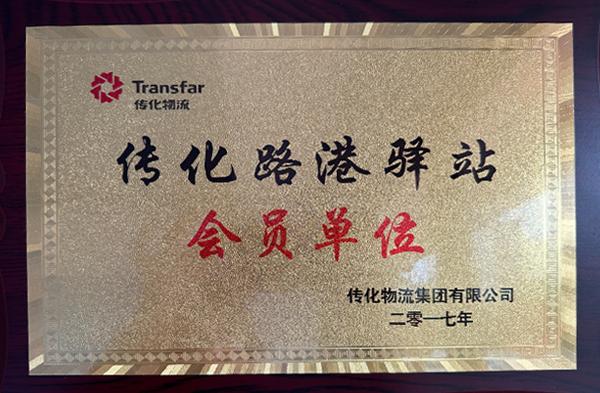 Transfar
传化物流
传化路港驿站
会员单位
传化物流集团有限公司
二零一七年